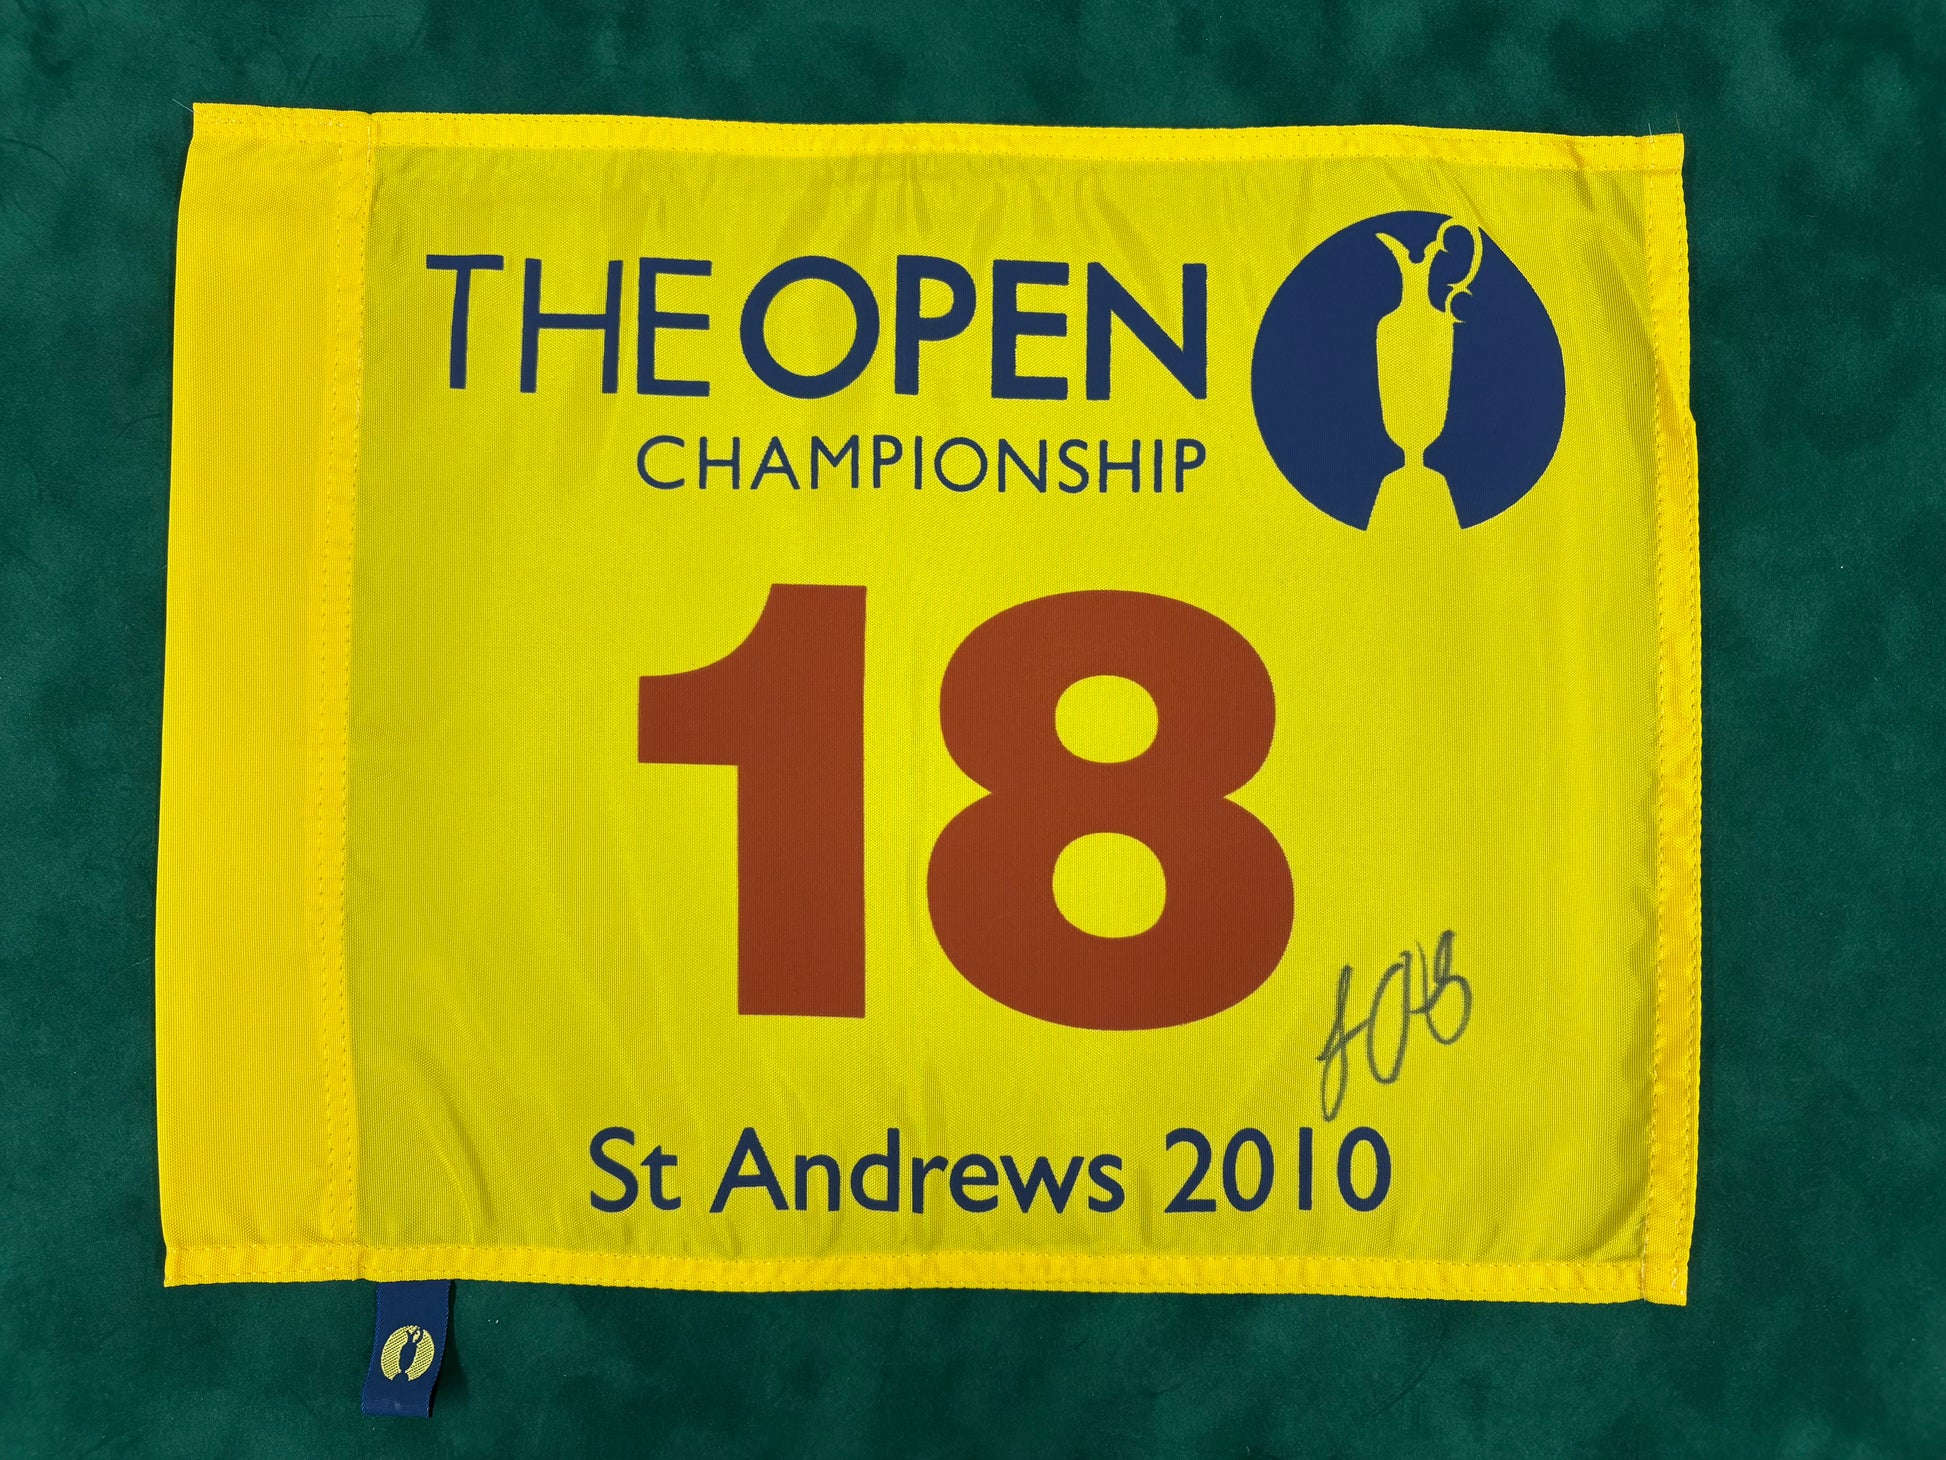 THE OPEN
CHAMPIONSHIP
18
St Andrews 2010